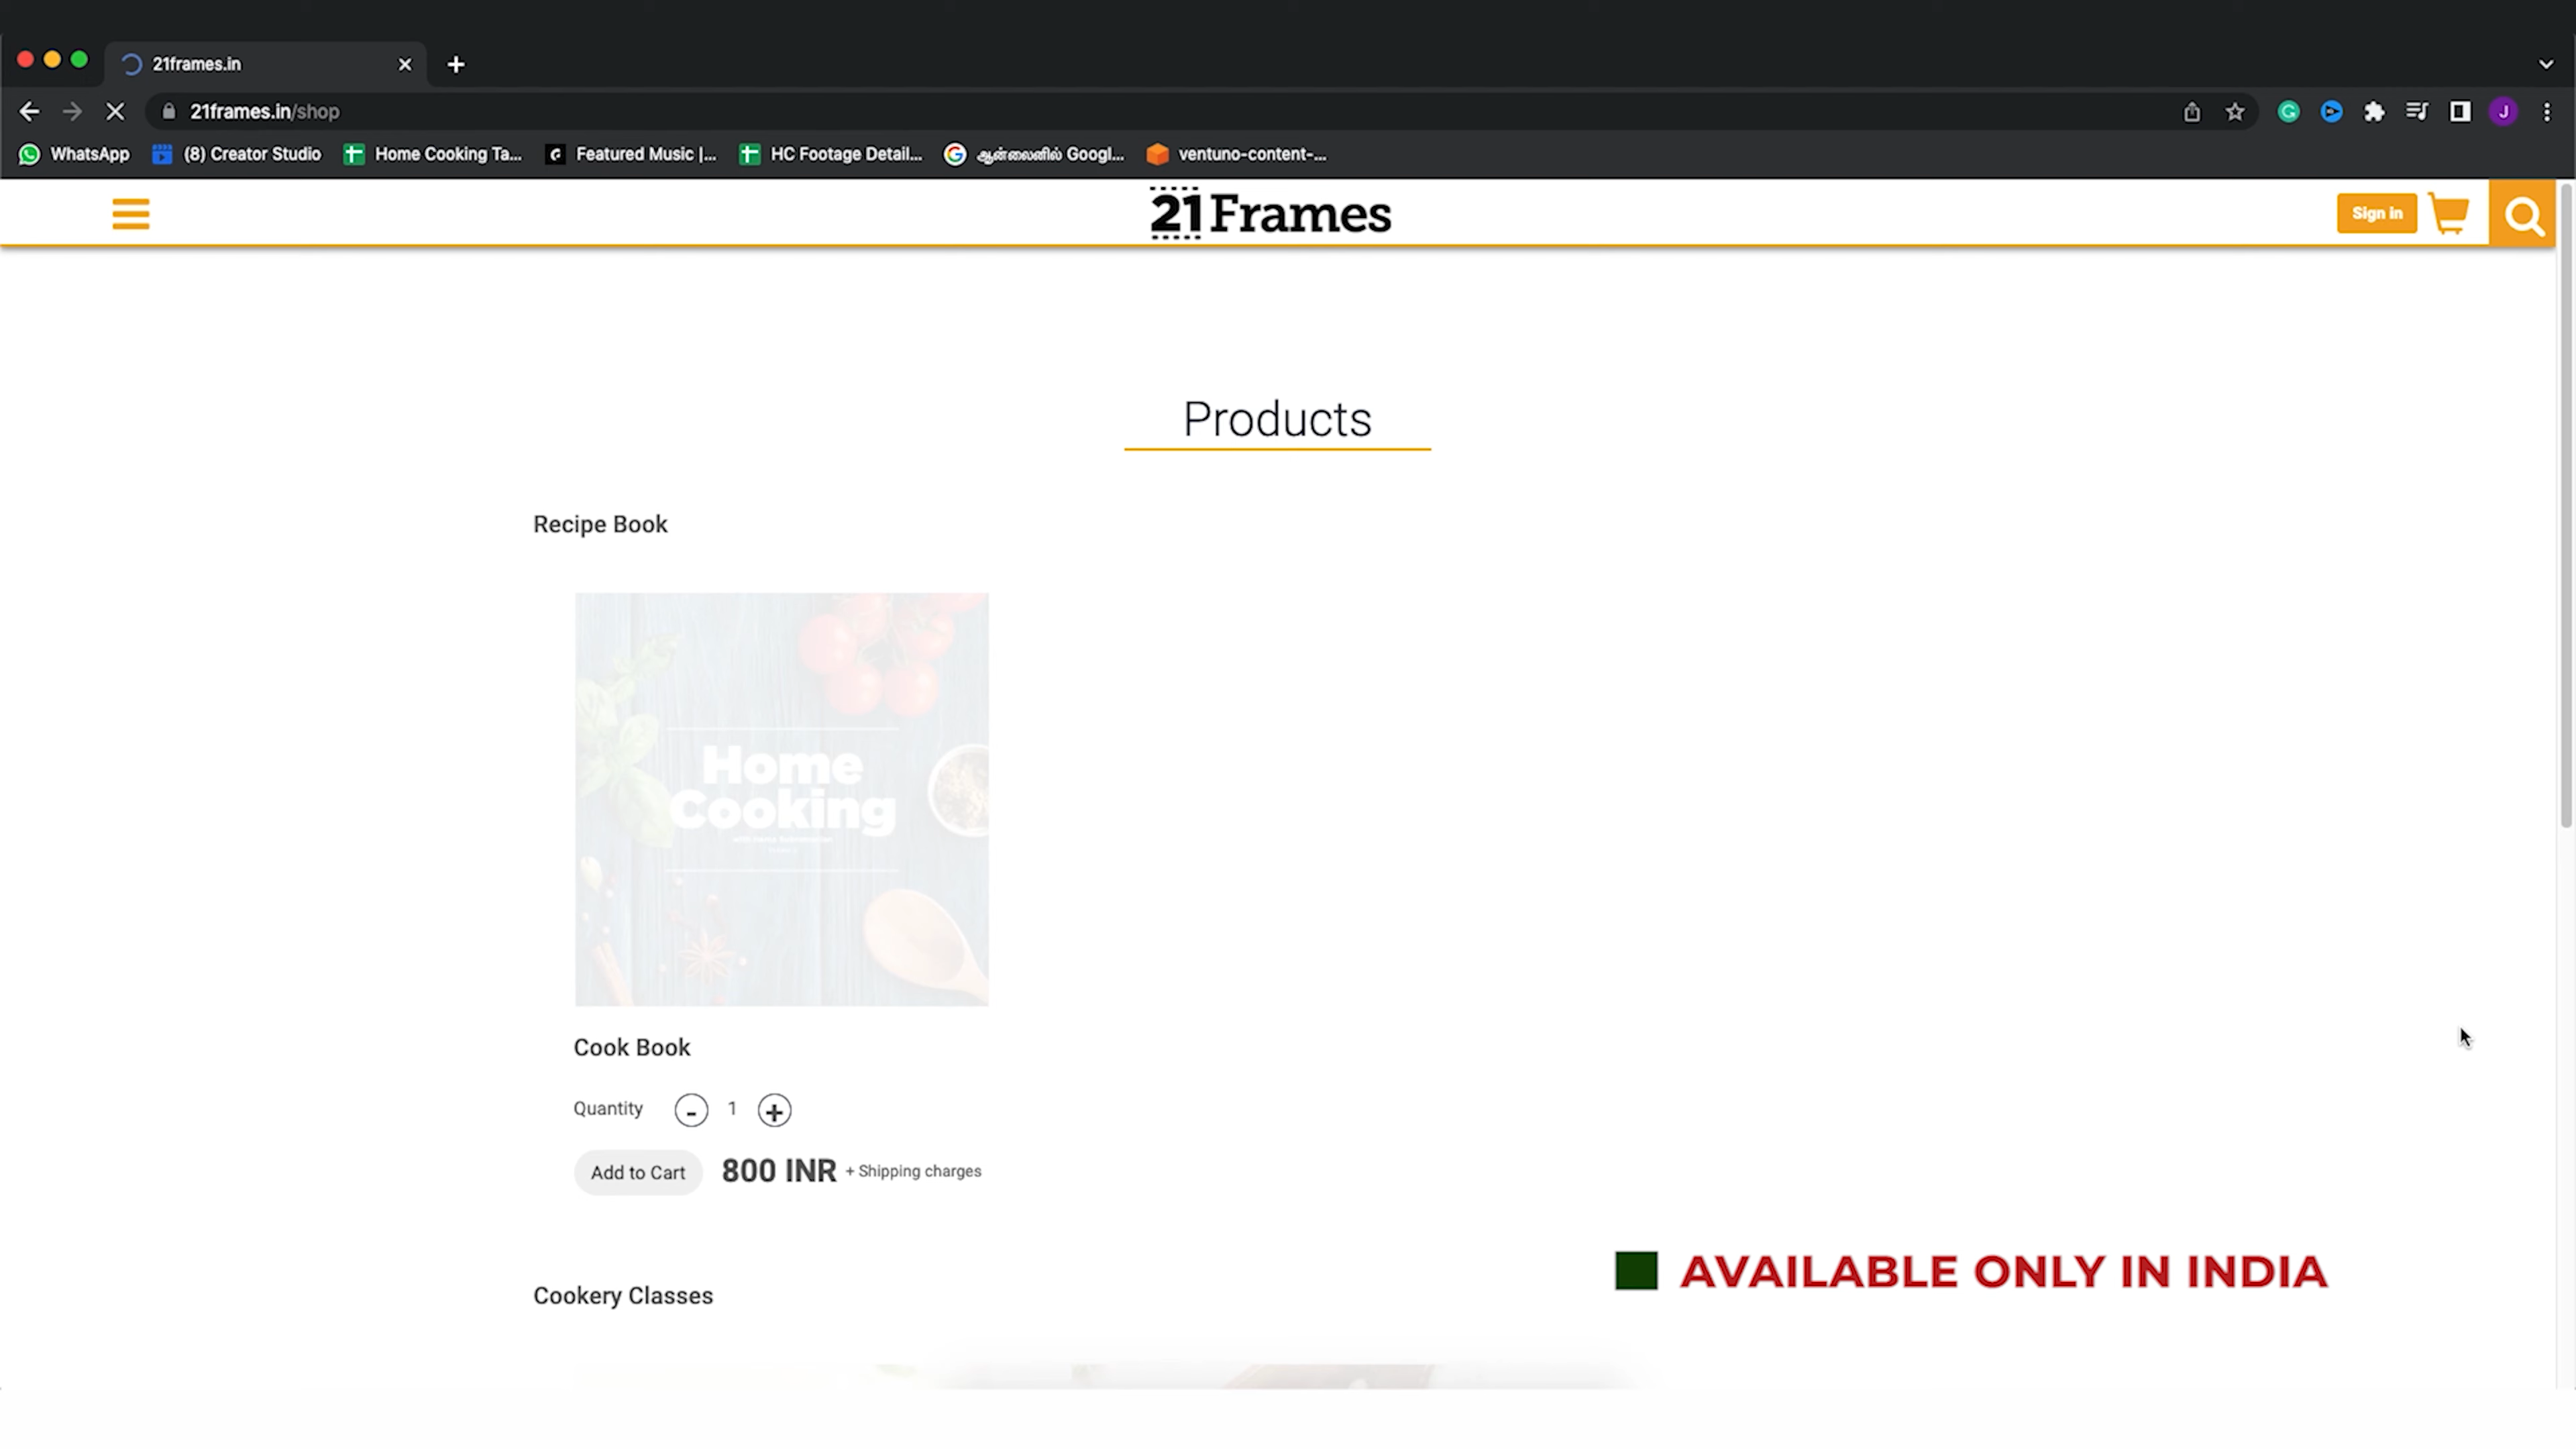 21frames.in
21frames.in/shop
WhatsApp
(8) Creator Studio
Home Cooking Ta...
Featured Music |...
HC Footage Detail...
ஆன்லைனில் Googl...
ventuno-content-...
J
21 Frames
Sign in
Products
Recipe Book
Home
Cooking
Cook Book
Quantity - 1 +
Add to Cart 800 INR + Shipping charges
AVAILABLE ONLY IN INDIA
Cookery Classes